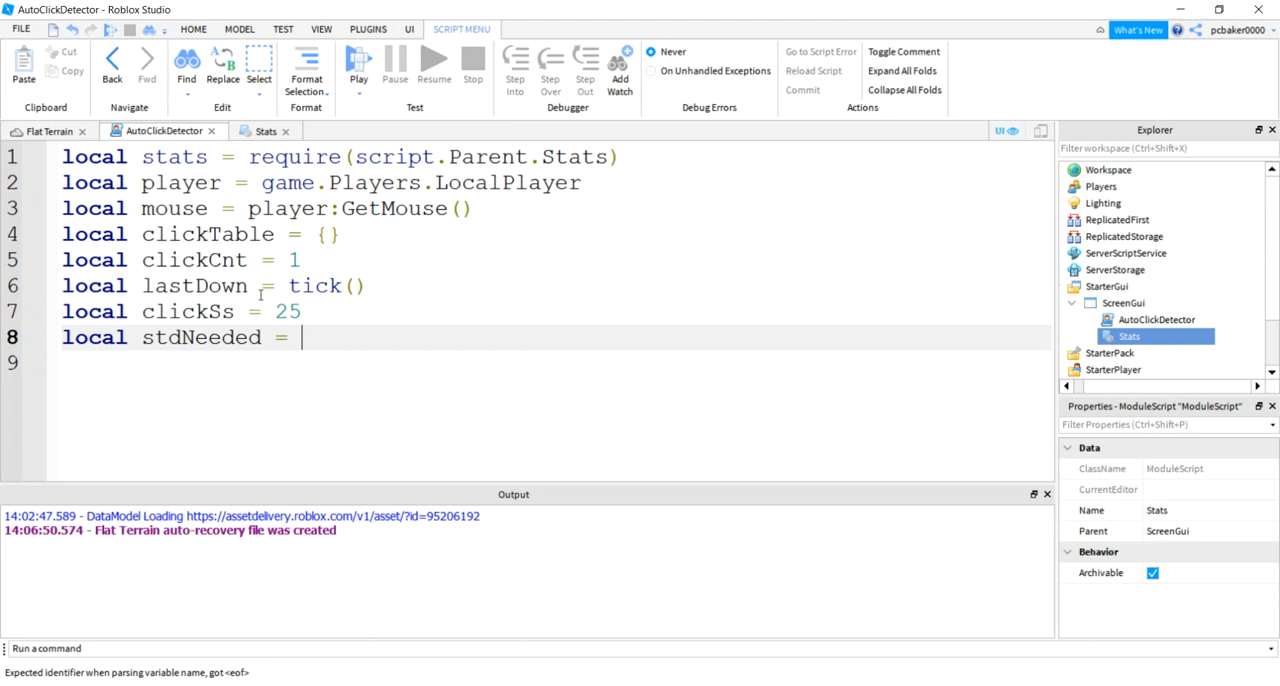 AutoClickDetector - Roblox Studio
FILE HOME MODEL TEST VIEW PLUGINS UI SCRIPT MENU What's New pcbaker0000
Paste Cut Copy Back Fwd Find Replace Select Format Selection Play Pause Resume Stop Step Into Step Over Step Out Add Watch Never On Unhandled Exceptions Go to Script Error Reload Script Commit Toggle Comment Expand All Folds Collapse All Folds
Clipboard Navigate Edit Format Test Debugger Debug Errors Actions
Flat Terrain AutoClickDetector Stats UI
1 local stats = require(script.Parent.Stats)
2 local player = game.Players.LocalPlayer
3 local mouse = player:GetMouse()
4 local clickTable = {}
5 local clickCnt = 1
6 local lastDown = tick()
7 local clickSs = 25
8 local stdNeeded =
9
Explorer
Filter workspace (Ctrl+Shift+X)
Workspace
Players
Lighting
ReplicatedFirst
ReplicatedStorage
ServerScriptService
ServerStorage
StarterGui
ScreenGui
AutoClickDetector
Stats
StarterPack
StarterPlayer
Properties - ModuleScript "ModuleScript"
Filter Properties (Ctrl+Shift+P)
Data
ClassName ModuleScript
CurrentEditor
Name Stats
Parent ScreenGui
Behavior
Archivable
Output
14:02:47.589 - DataModel Loading https://assetdelivery.roblox.com/v1/asset/?id=95206192
14:06:50.574 - Flat Terrain auto-recovery file was created
Run a command
Expected identifier when parsing variable name, got <eof>